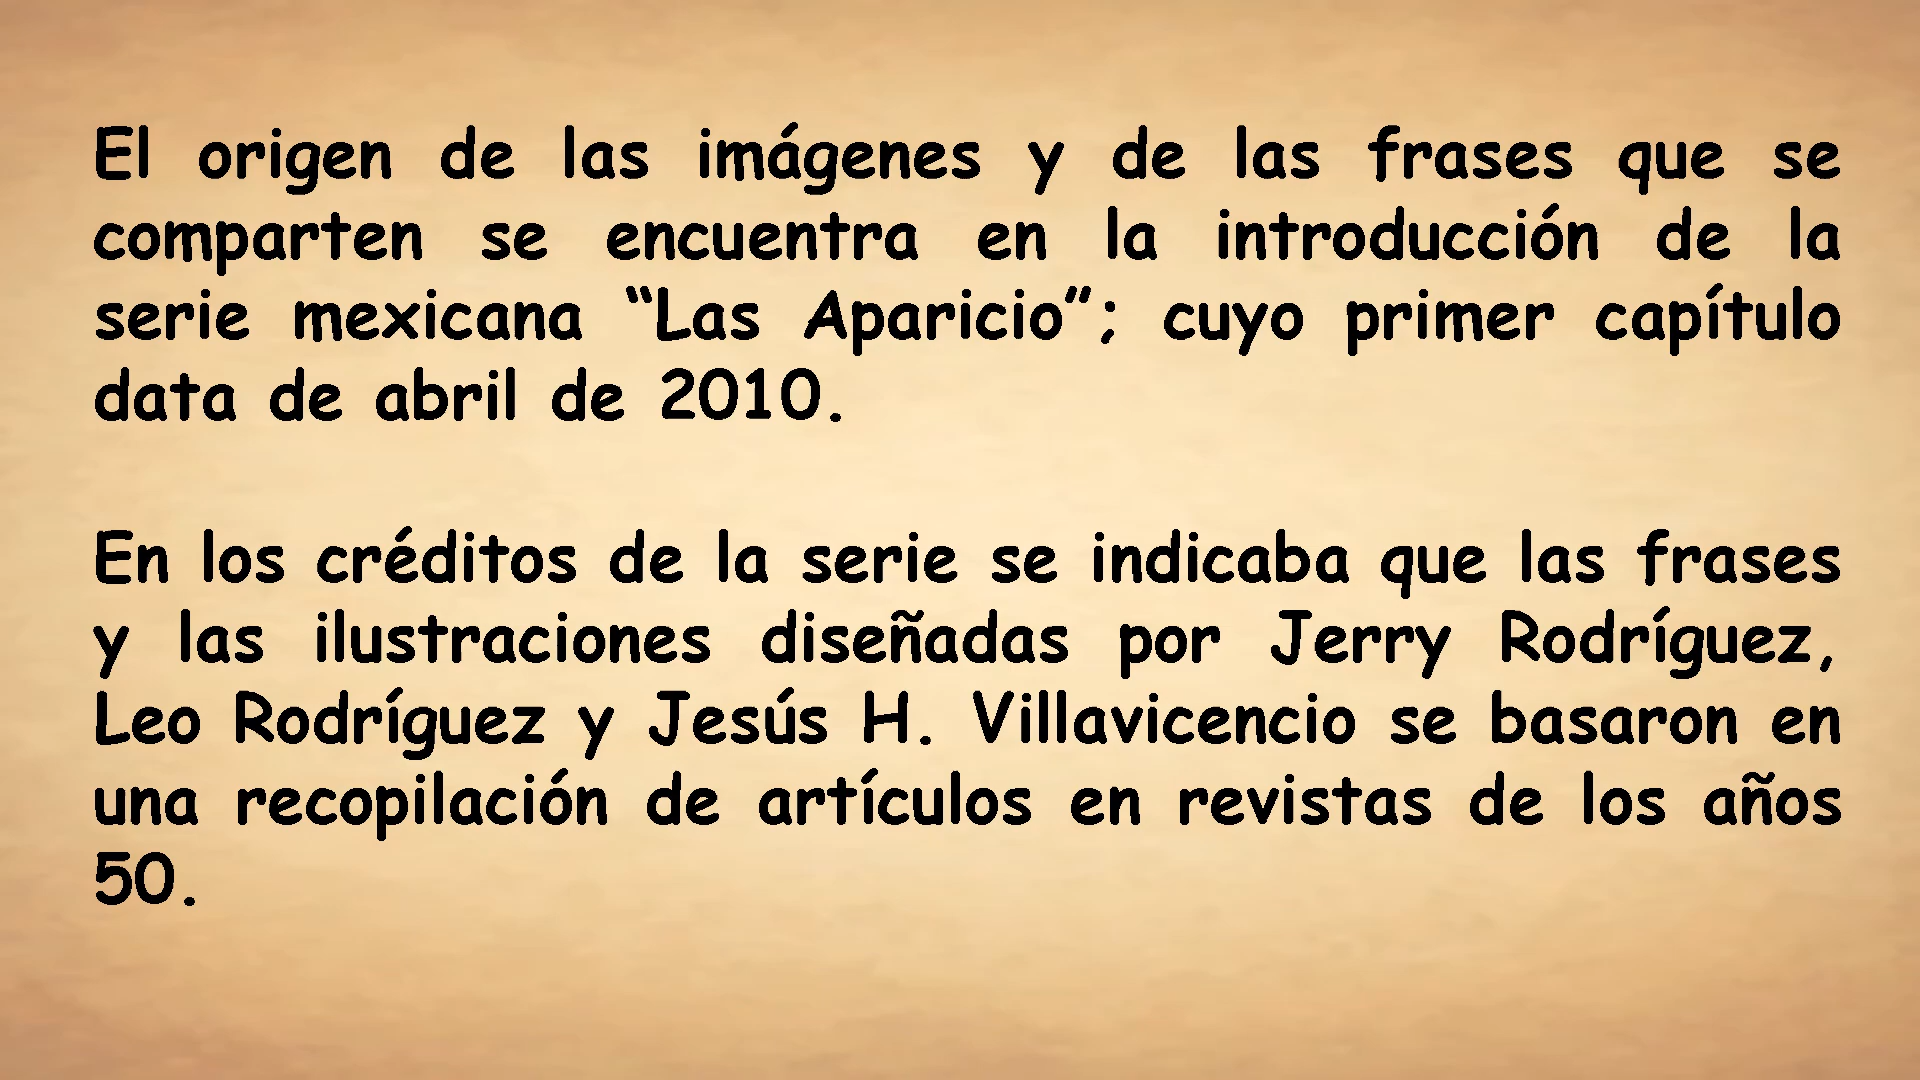 El origen de las imágenes y de las frases que se
comparten se encuentra en la introducción de la
serie mexicana “Las Aparicio”; cuyo primer capítulo
data de abril de 2010.
En los créditos de la serie se indicaba que las frases
y las ilustraciones diseñadas por Jerry Rodríguez,
Leo Rodríguez y Jesús H. Villavicencio se basaron en
una recopilación de artículos en revistas de los años
50.